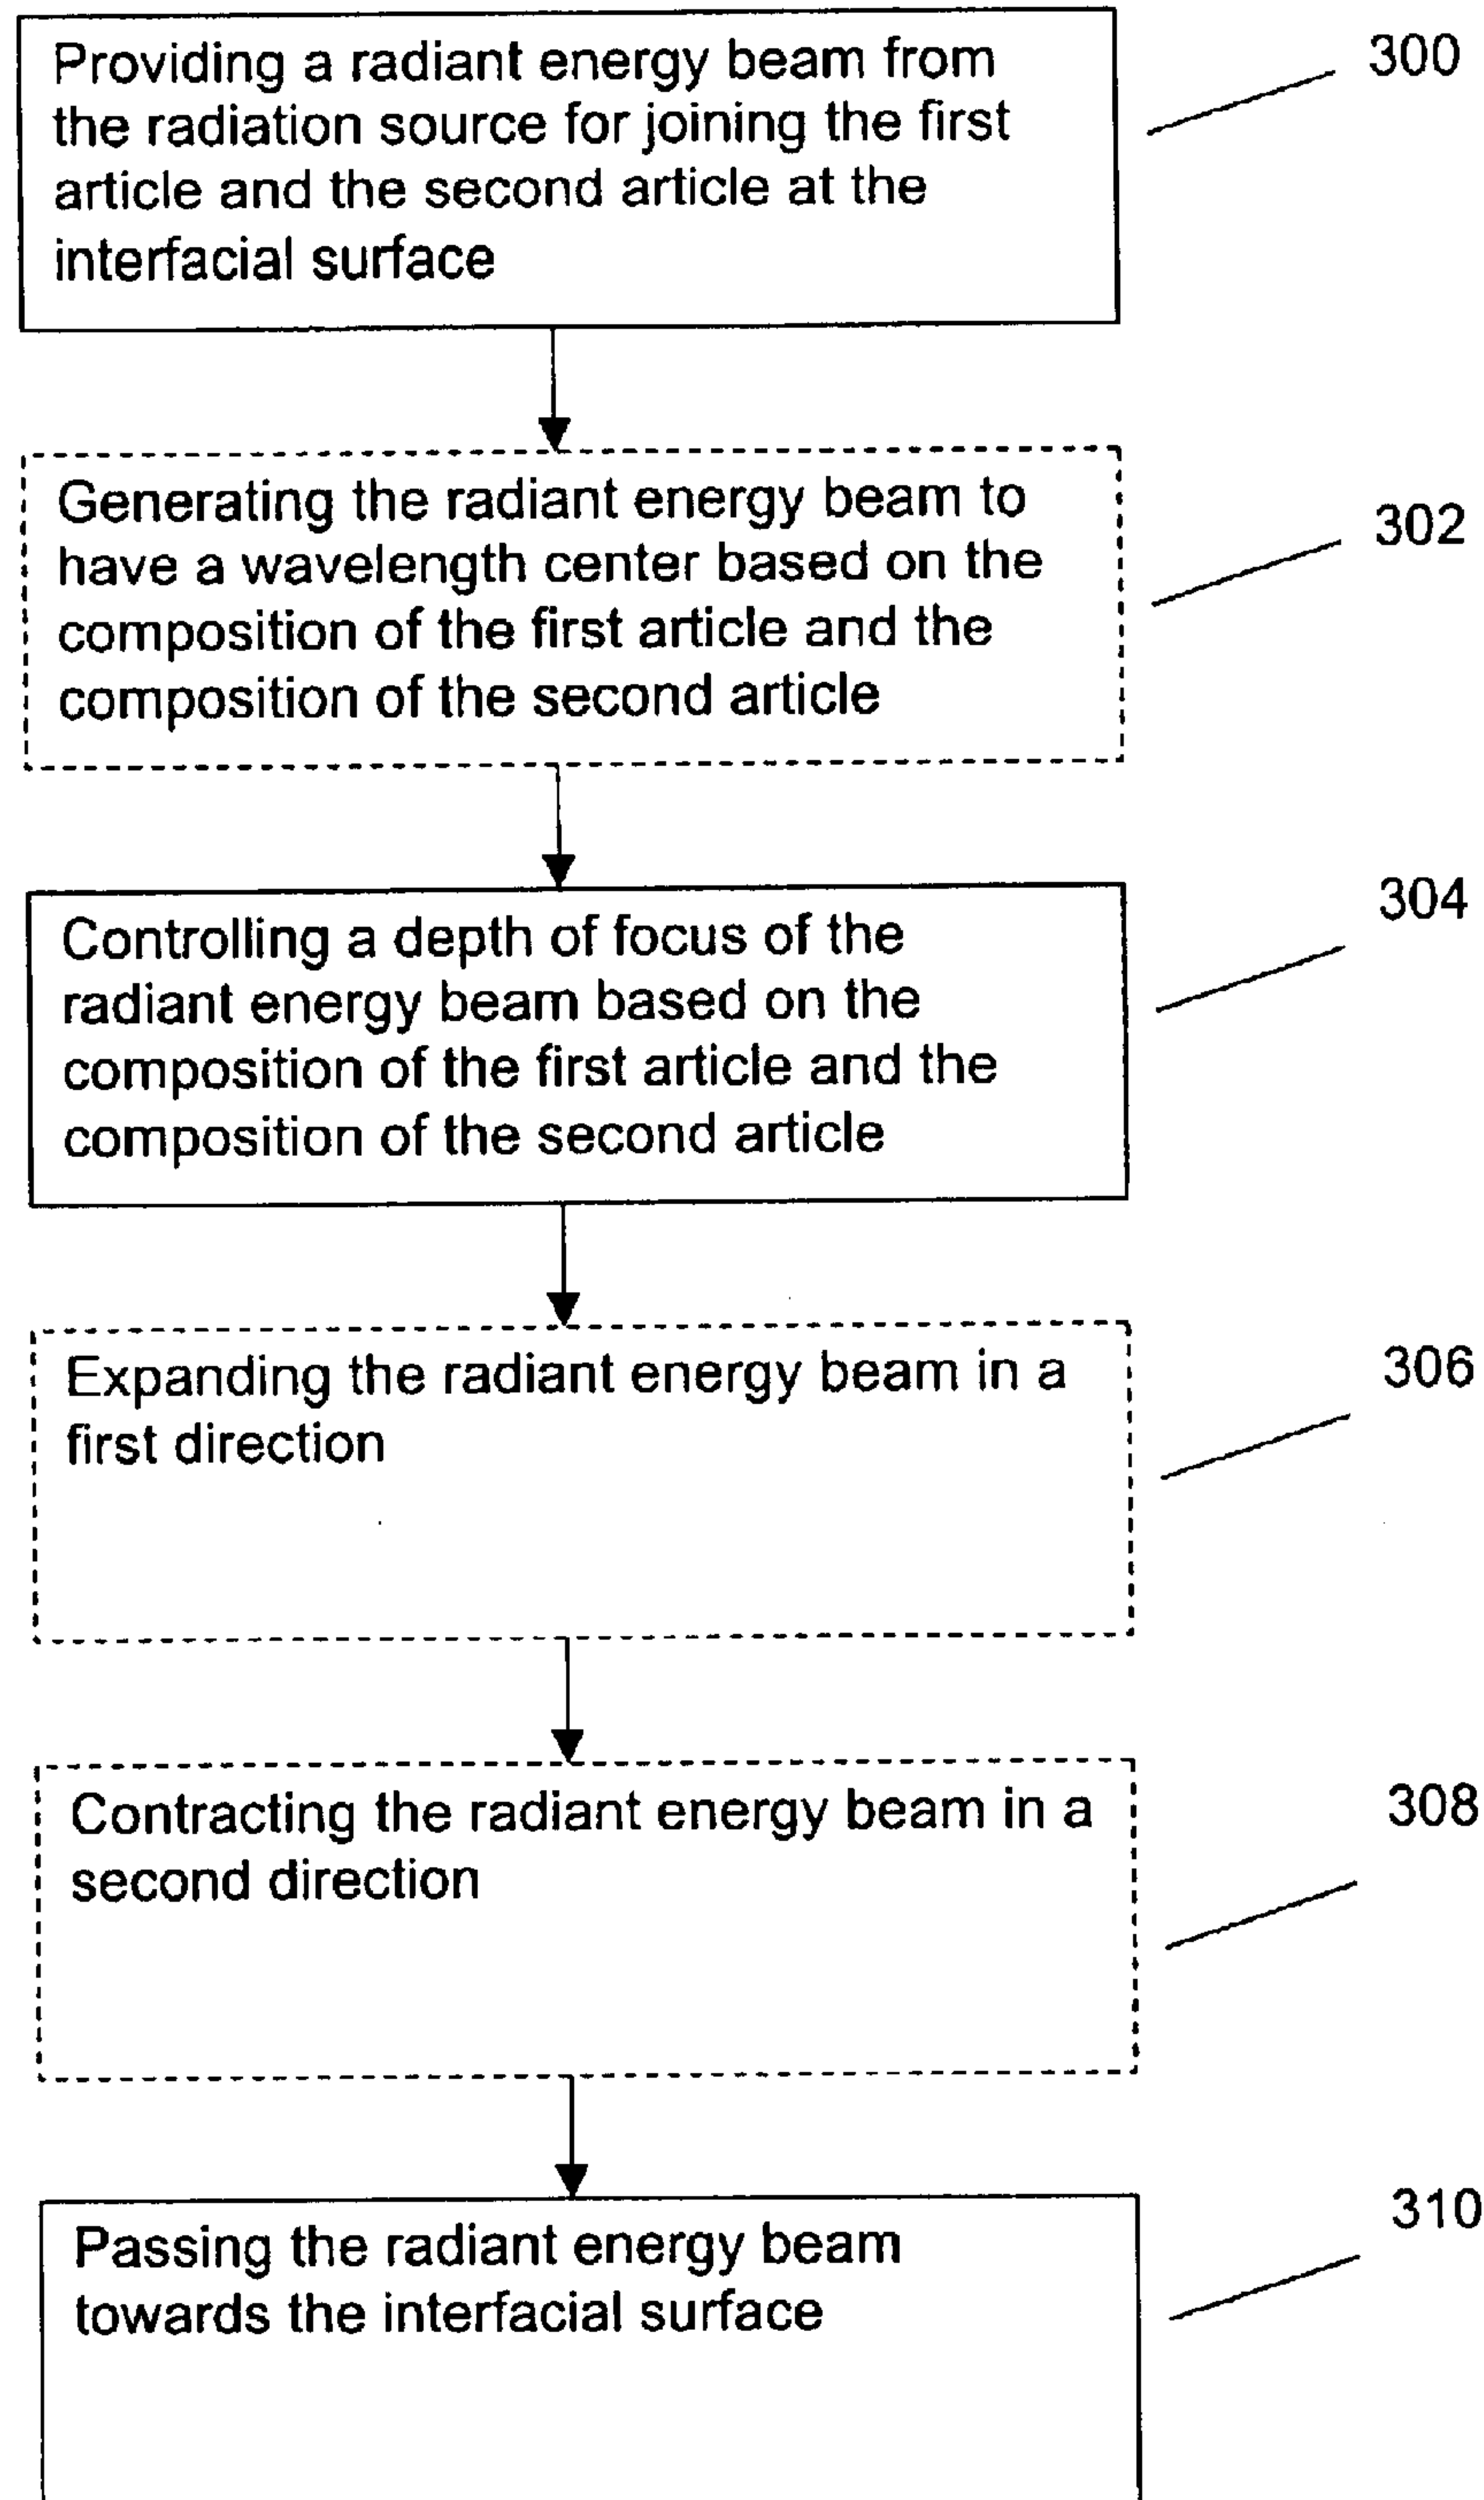 Providing a radiant energy beam from
the radiation source for joining the first
article and the second article at the
interfacial surface
300
Generating the radiant energy beam to
have a wavelength center based on the
composition of the first article and the
composition of the second article
302
Controlling a depth of focus of the
radiant energy beam based on the
composition of the first article and the
composition of the second article
304
Expanding the radiant energy beam in a
first direction
306
Contracting the radiant energy beam in a
second direction
308
Passing the radiant energy beam
towards the interfacial surface
310